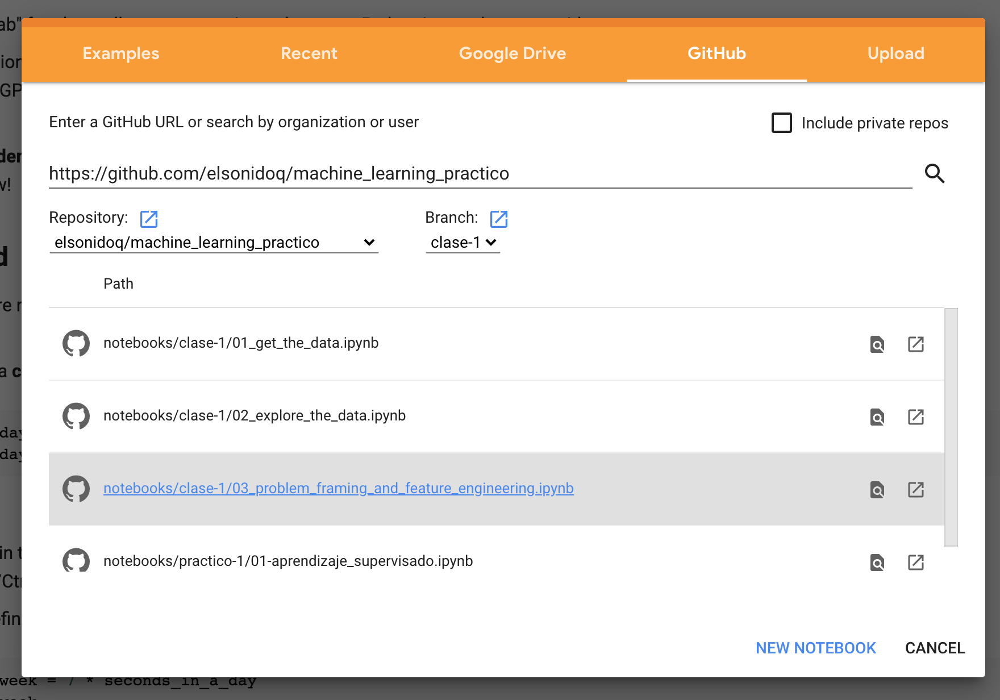 Examples Recent Google Drive GitHub Upload
Enter a GitHub URL or search by organization or user
Include private repos
https://github.com/elsonidoq/machine_learning_practico
Repository: Branch:
elsonidoq/machine_learning_practico clase-1
Path
notebooks/clase-1/01_get_the_data.ipynb
notebooks/clase-1/02_explore_the_data.ipynb
notebooks/clase-1/03_problem_framing_and_feature_engineering.ipynb
notebooks/practico-1/01-aprendizaje_supervisado.ipynb
NEW NOTEBOOK CANCEL
week = 7 * seconds_in_a_day